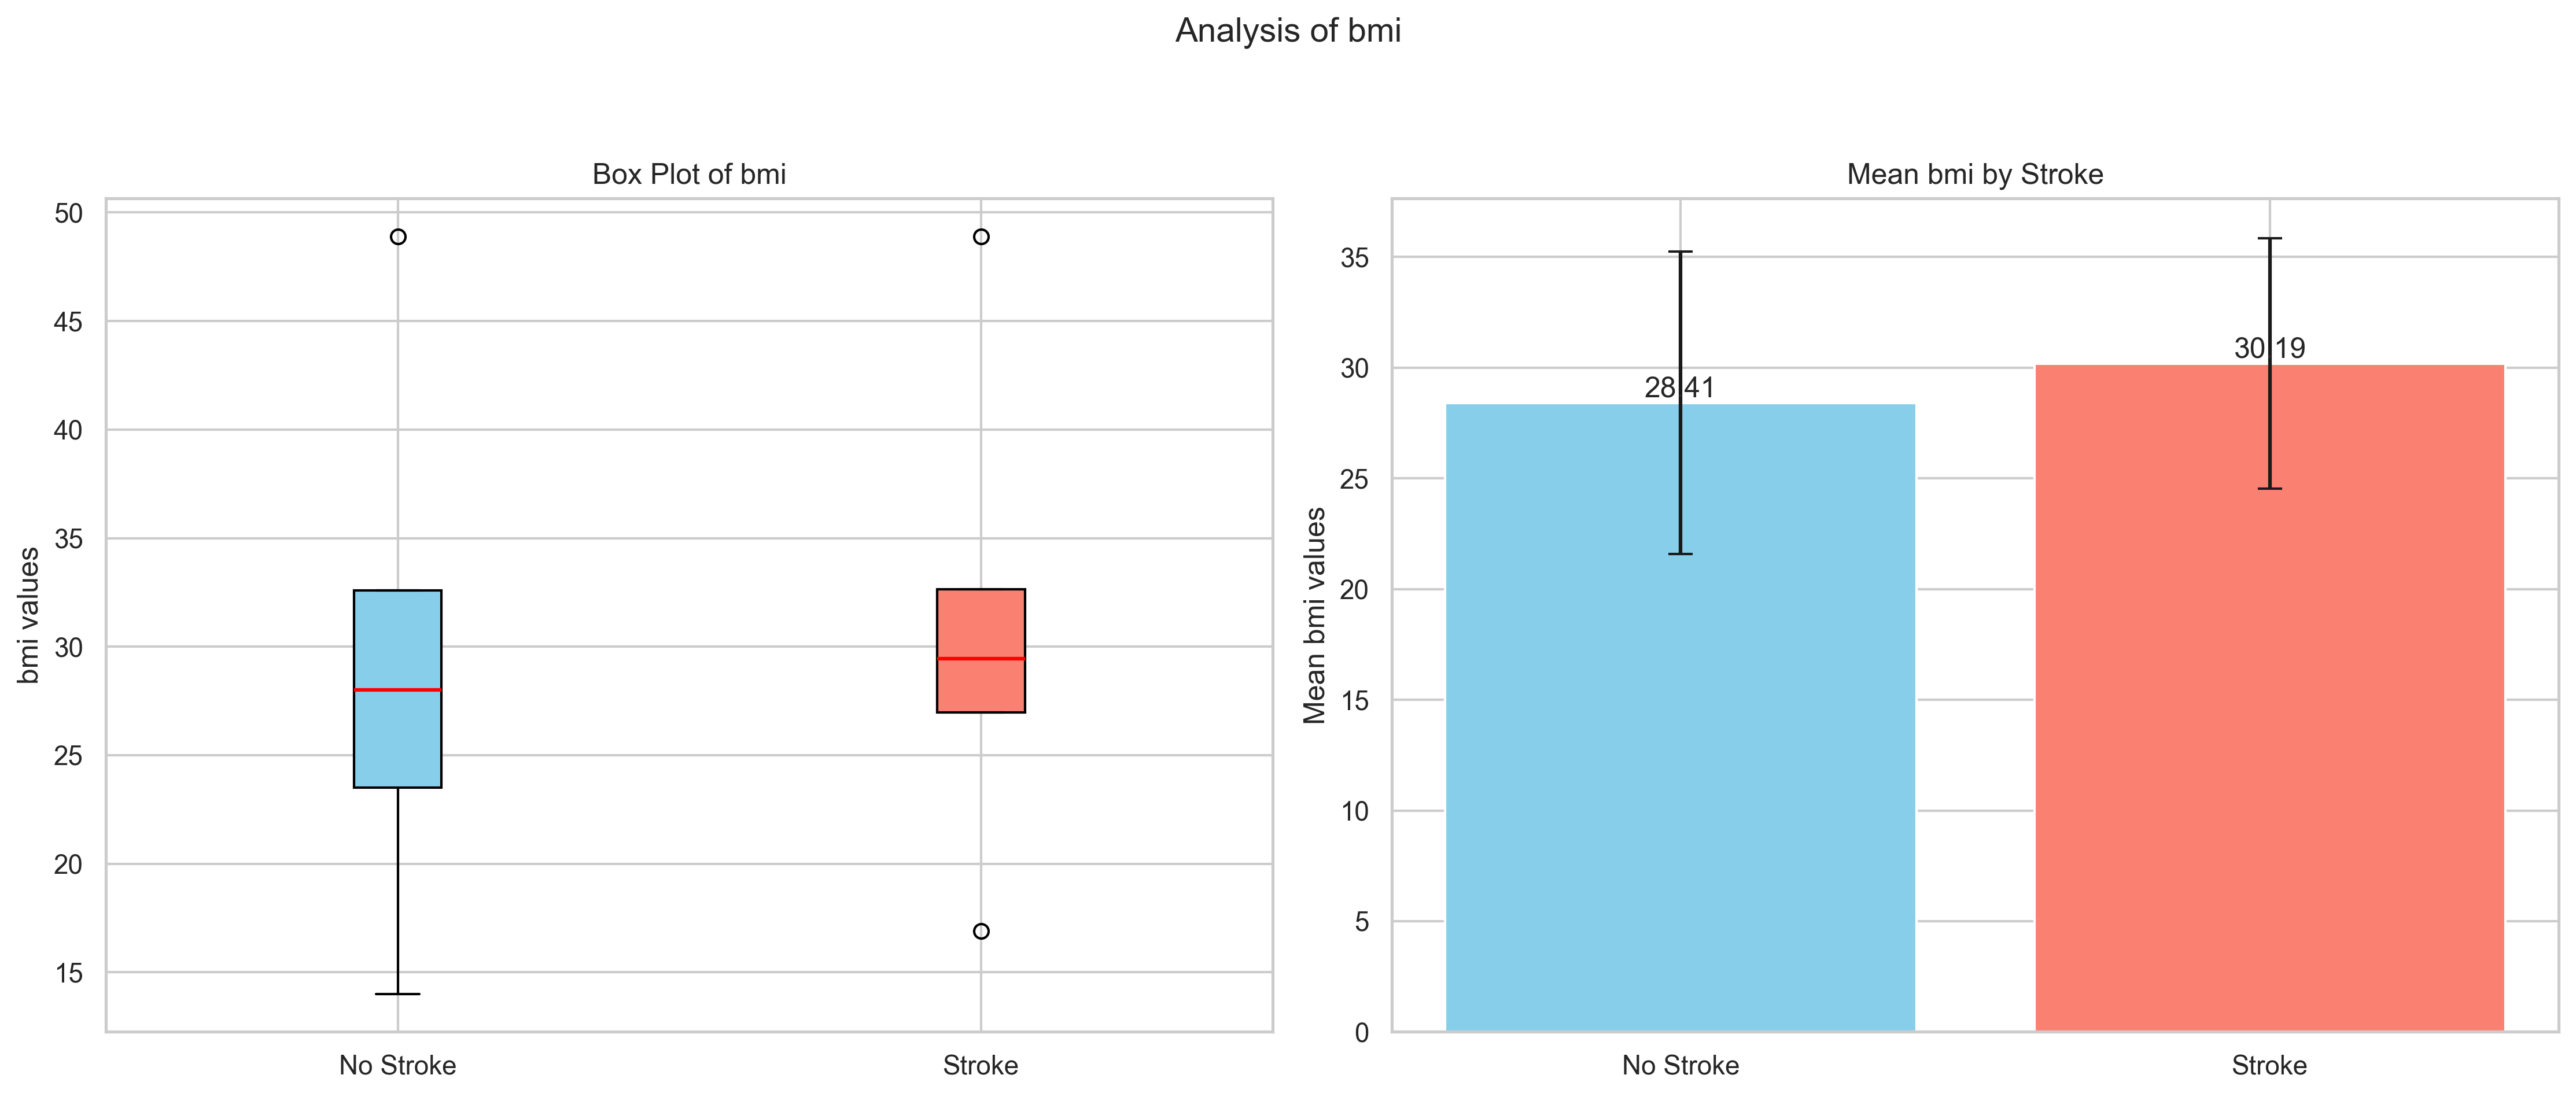 Analysis of bmi
Box Plot of bmi
bmi values
50
45
40
35
30
25
20
15
No Stroke
Stroke
Mean bmi by Stroke
Mean bmi values
35
30
25
20
15
10
5
0
28.41
30.19
No Stroke
Stroke